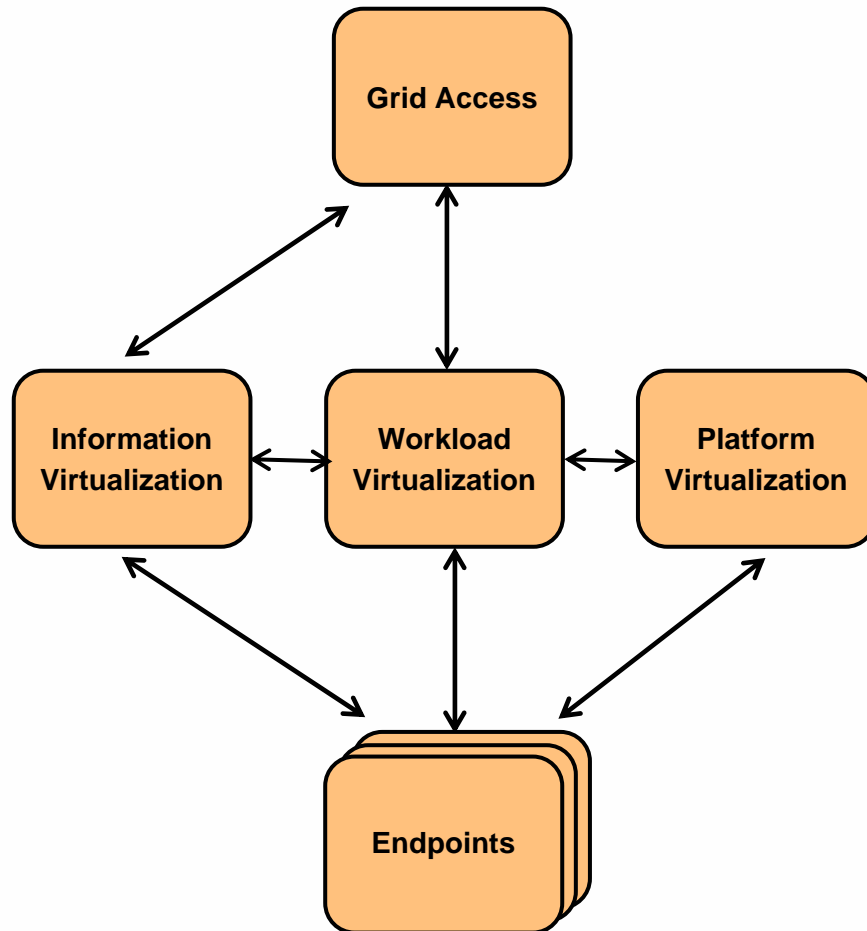 Grid Access
Information
Virtualization
Workload
Virtualization
Platform
Virtualization
Endpoints